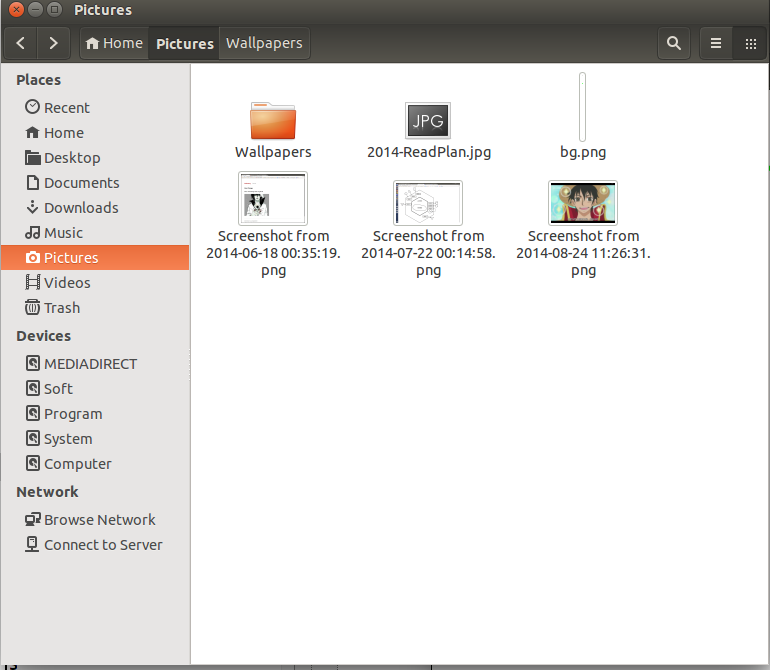 Pictures
Home
Pictures
Wallpapers
Places
Recent
Home
Desktop
Documents
Downloads
Music
Pictures
Videos
Trash
Devices
MEDIADIRECT
Soft
Program
System
Computer
Network
Browse Network
Connect to Server
Wallpapers
JPG
2014-ReadPlan.jpg
bg.png
Screenshot from
2014-06-18 00:35:19.
png
Screenshot from
2014-07-22 00:14:58.
png
Screenshot from
2014-08-24 11:26:31.
png